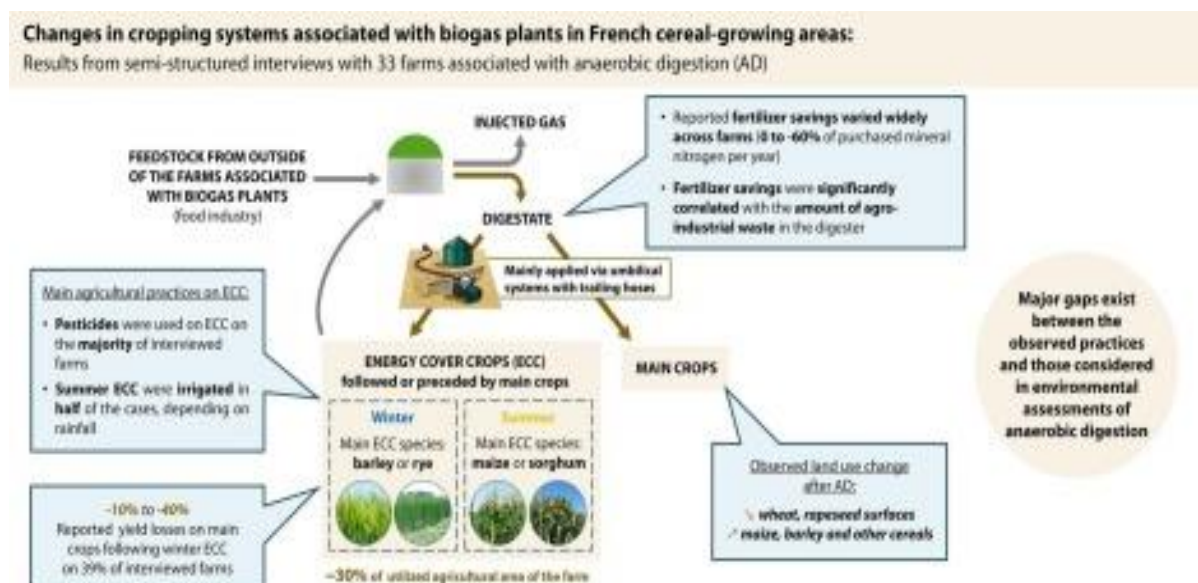 Changes in cropping systems associated with biogas plants in French cereal-growing areas:
Results from semi-structured interviews with 33 farms associated with anaerobic digestion (AD)
INJECTED GAS
FEEDSTOCK FROM OUTSIDE
OF THE FARMS ASSOCIATED
WITH BIOGAS PLANTS
(food industry)
DIGESTATE
• Reported fertilizer savings varied widely
across farms (0 to -60% of purchased mineral
nitrogen per year)
• Fertilizer savings were significantly
correlated with the amount of agro-
industrial waste in the digester
Mainly applied via umbilical
systems with trailing hoses
Main agricultural practices on ECC:
• Pesticides were used on ECC on
the majority of interviewed
farms
• Summer ECC were irrigated in
half of the cases, depending on
rainfall
ENERGY COVER CROPS (ECC)
followed or preceded by main crops
Winter
Main ECC species:
barley or rye
Summer
Main ECC species:
maize or sorghum
~30% of utilized agricultural area of the farm
MAIN CROPS
-10% to -40%
Reported yield losses on main
crops following winter ECC
on 39% of interviewed farms
Observed land use change
after AD:
↘ wheat, rapeseed surfaces
↗ maize, barley and other cereals
Major gaps exist
between the
observed practices
and those considered
in environmental
assessments of
anaerobic digestion